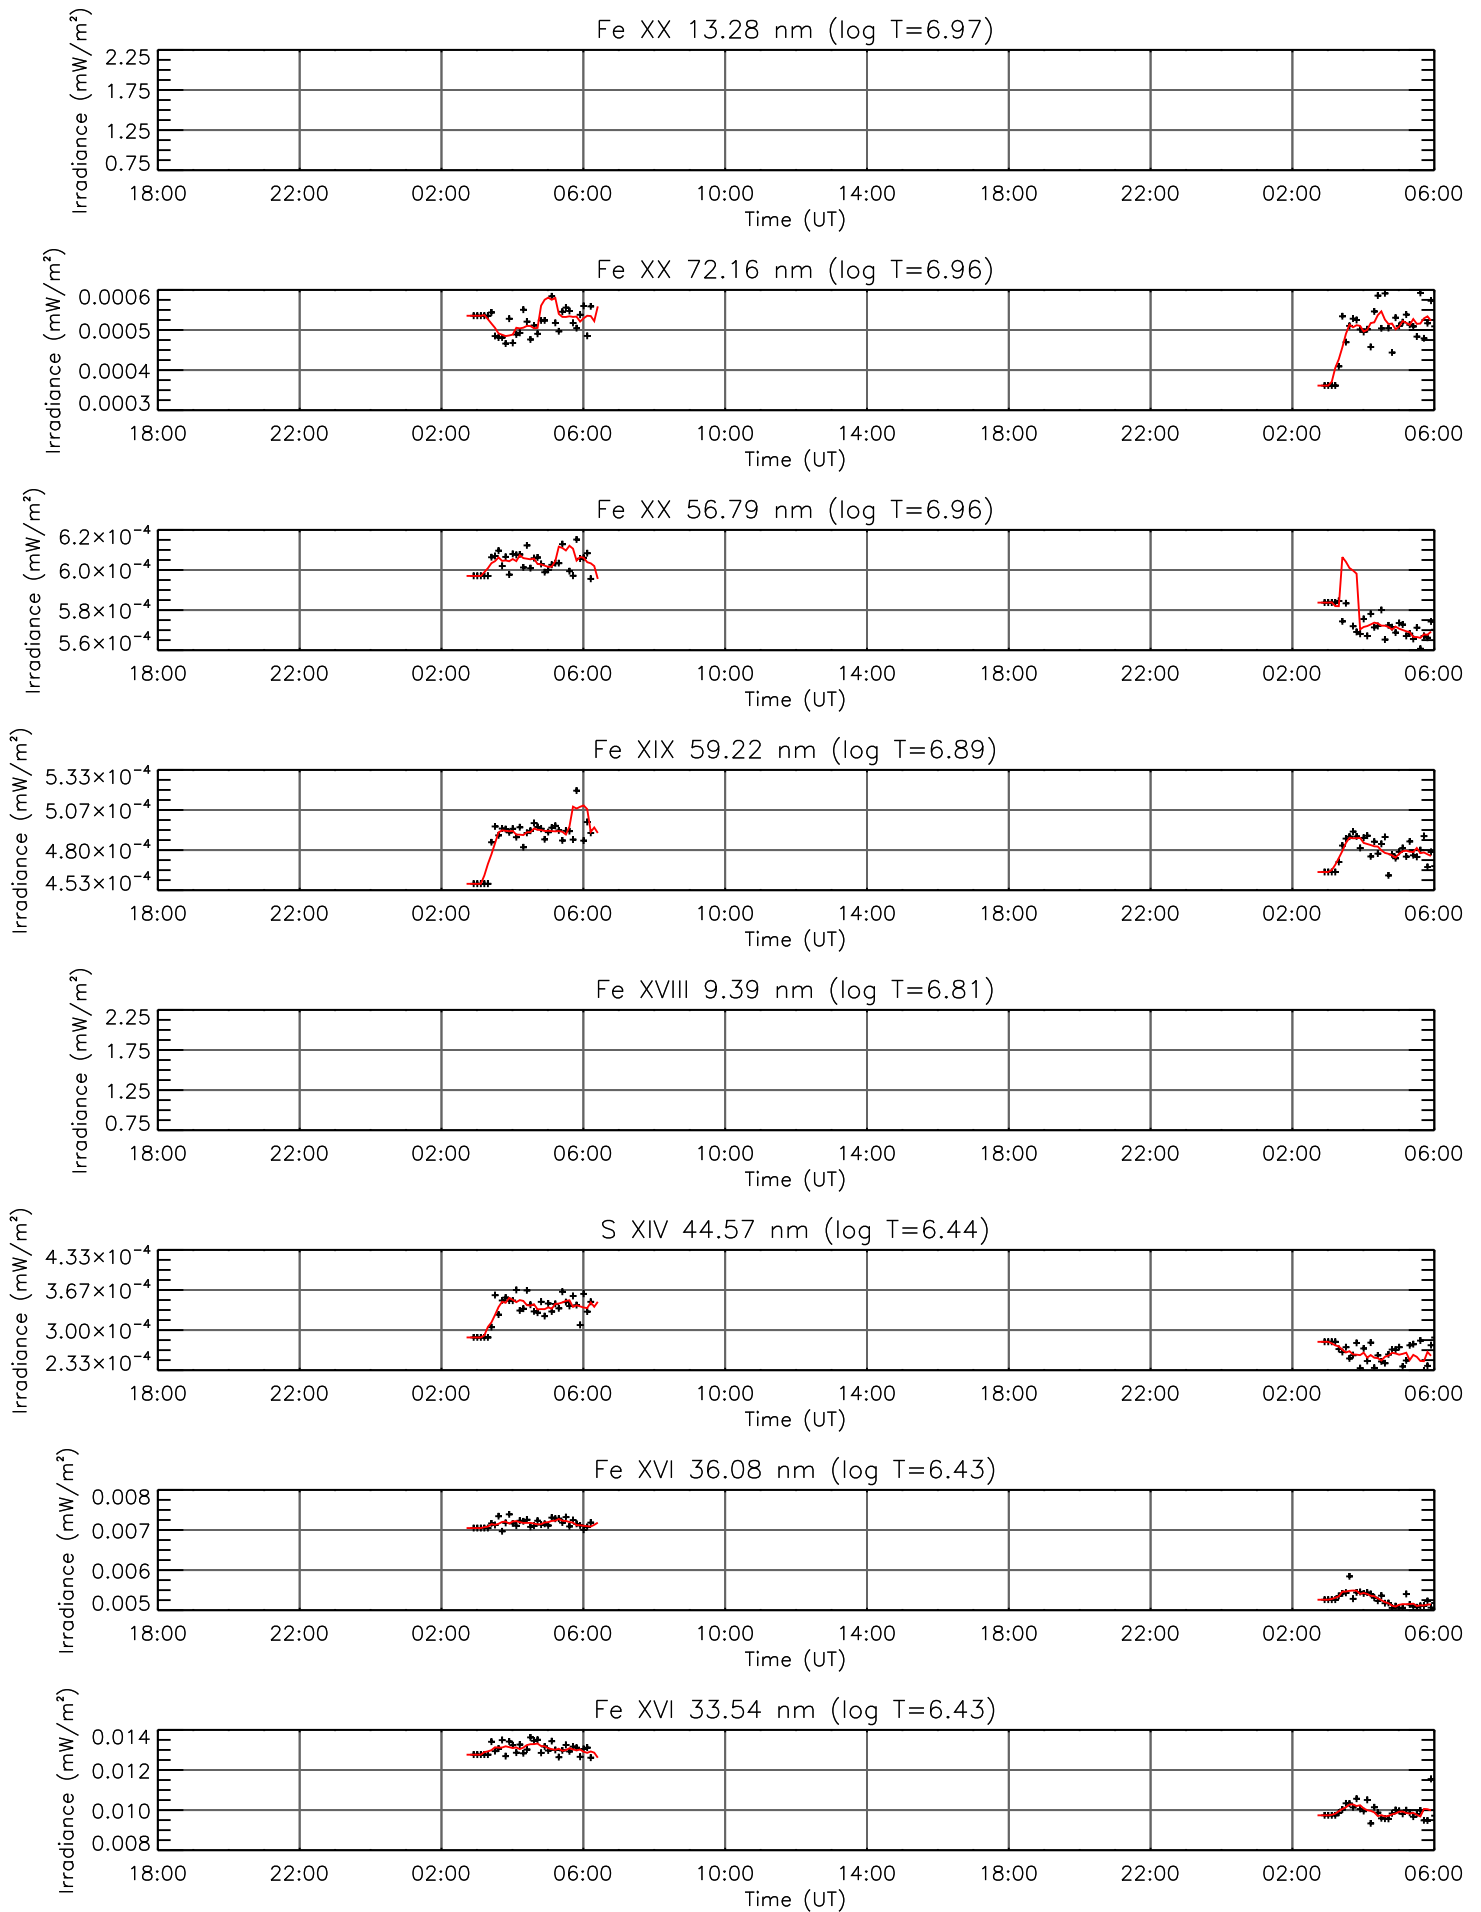 Fe XX 13.28 nm (log T=6.97)
Irradiance (mW/m²)
2.25
1.75
1.25
0.75
18:00 22:00 02:00 06:00 10:00 14:00 18:00 22:00 02:00 06:00
Time (UT)
Fe XX 72.16 nm (log T=6.96)
Irradiance (mW/m²)
0.0006
0.0005
0.0004
0.0003
18:00 22:00 02:00 06:00 10:00 14:00 18:00 22:00 02:00 06:00
Time (UT)
Fe XX 56.79 nm (log T=6.96)
Irradiance (mW/m²)
6.2×10⁻⁴
6.0×10⁻⁴
5.8×10⁻⁴
5.6×10⁻⁴
18:00 22:00 02:00 06:00 10:00 14:00 18:00 22:00 02:00 06:00
Time (UT)
Fe XIX 59.22 nm (log T=6.89)
Irradiance (mW/m²)
5.33×10⁻⁴
5.07×10⁻⁴
4.80×10⁻⁴
4.53×10⁻⁴
18:00 22:00 02:00 06:00 10:00 14:00 18:00 22:00 02:00 06:00
Time (UT)
Fe XVIII 9.39 nm (log T=6.81)
Irradiance (mW/m²)
2.25
1.75
1.25
0.75
18:00 22:00 02:00 06:00 10:00 14:00 18:00 22:00 02:00 06:00
Time (UT)
S XIV 44.57 nm (log T=6.44)
Irradiance (mW/m²)
4.33×10⁻⁴
3.67×10⁻⁴
3.00×10⁻⁴
2.33×10⁻⁴
18:00 22:00 02:00 06:00 10:00 14:00 18:00 22:00 02:00 06:00
Time (UT)
Fe XVI 36.08 nm (log T=6.43)
Irradiance (mW/m²)
0.008
0.007
0.006
0.005
18:00 22:00 02:00 06:00 10:00 14:00 18:00 22:00 02:00 06:00
Time (UT)
Fe XVI 33.54 nm (log T=6.43)
Irradiance (mW/m²)
0.014
0.012
0.010
0.008
18:00 22:00 02:00 06:00 10:00 14:00 18:00 22:00 02:00 06:00
Time (UT)